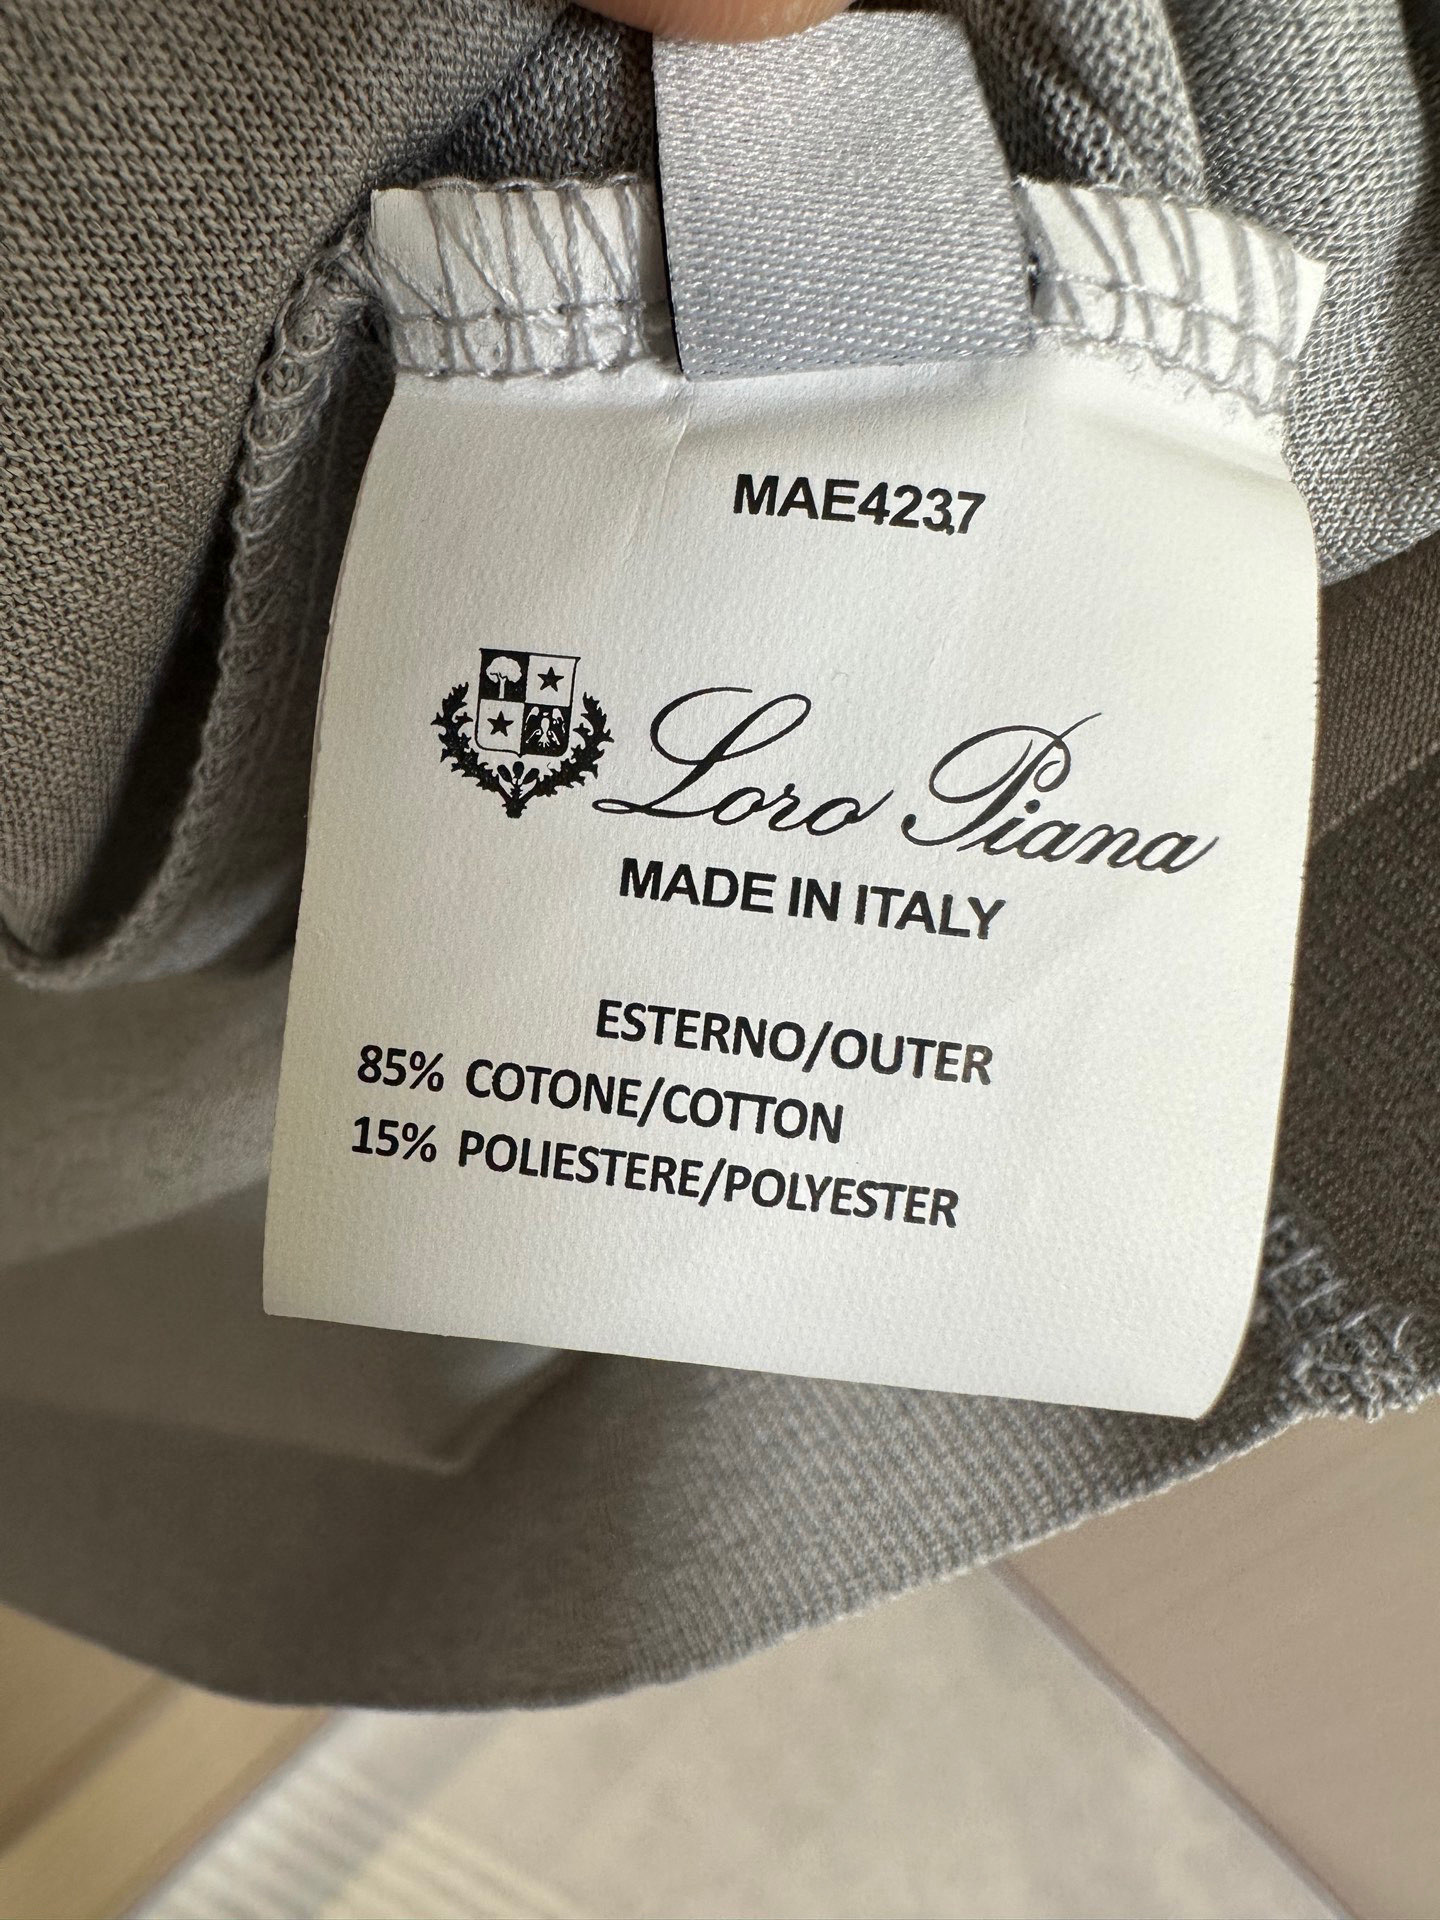 MAE4237
Loro Piana
MADE IN ITALY
ESTERNO/OUTER
85% COTONE/COTTON
15% POLIESTERE/POLYESTER